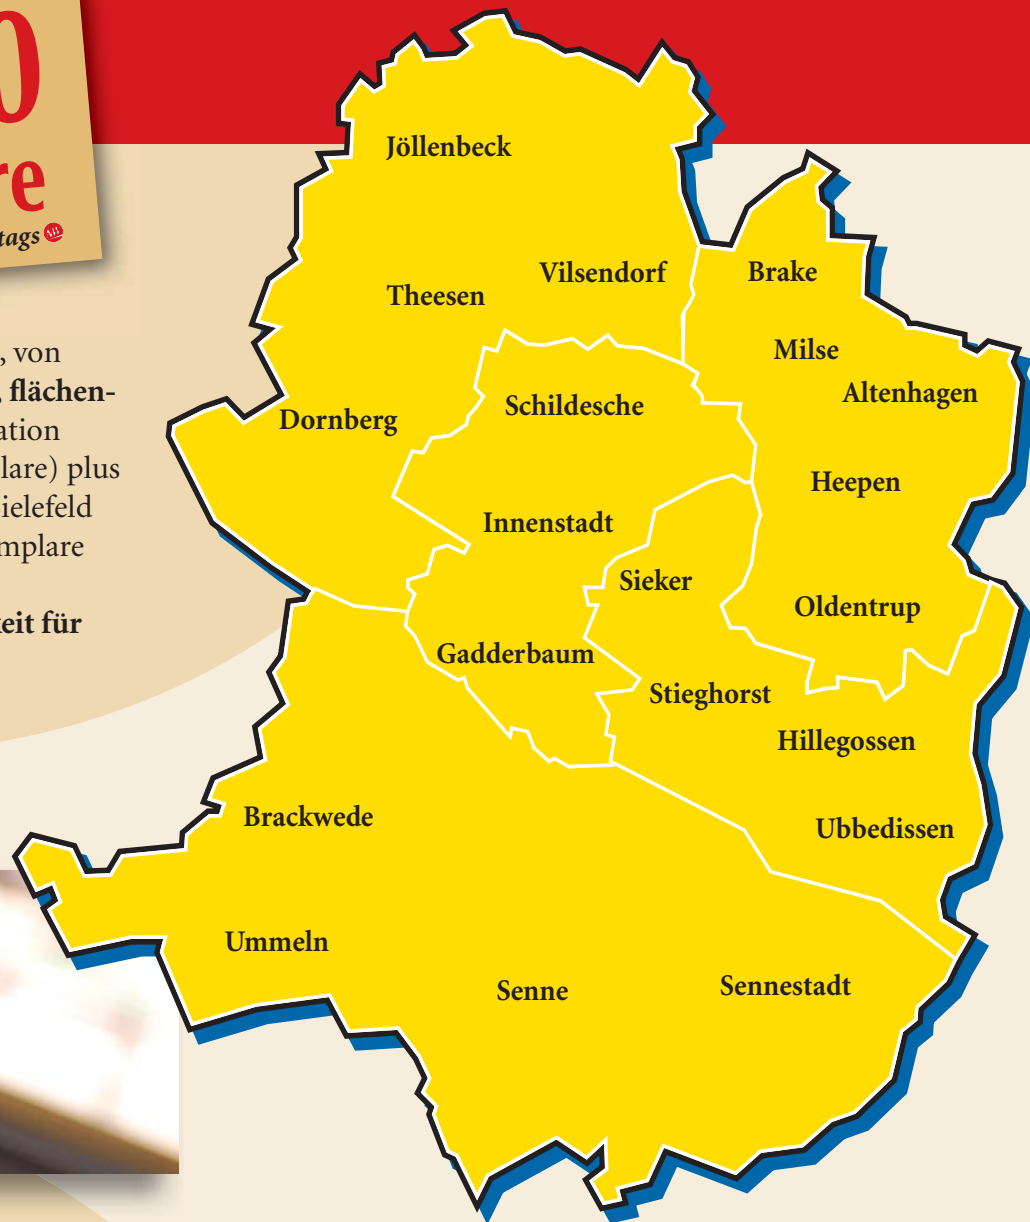 0
re
tags
, von
, flächen-
ation
lare) plus
ielefeld
mplare
eit für
Jöllenbeck
Vilsendorf
Brake
Theesen
Milse
Altenhagen
Schildesche
Dornberg
Heepen
Innenstadt
Sieker
Oldentrup
Gadderbaum
Stieghorst
Hillegossen
Brackwede
Ubbedissen
Ummeln
Senne
Sennestadt